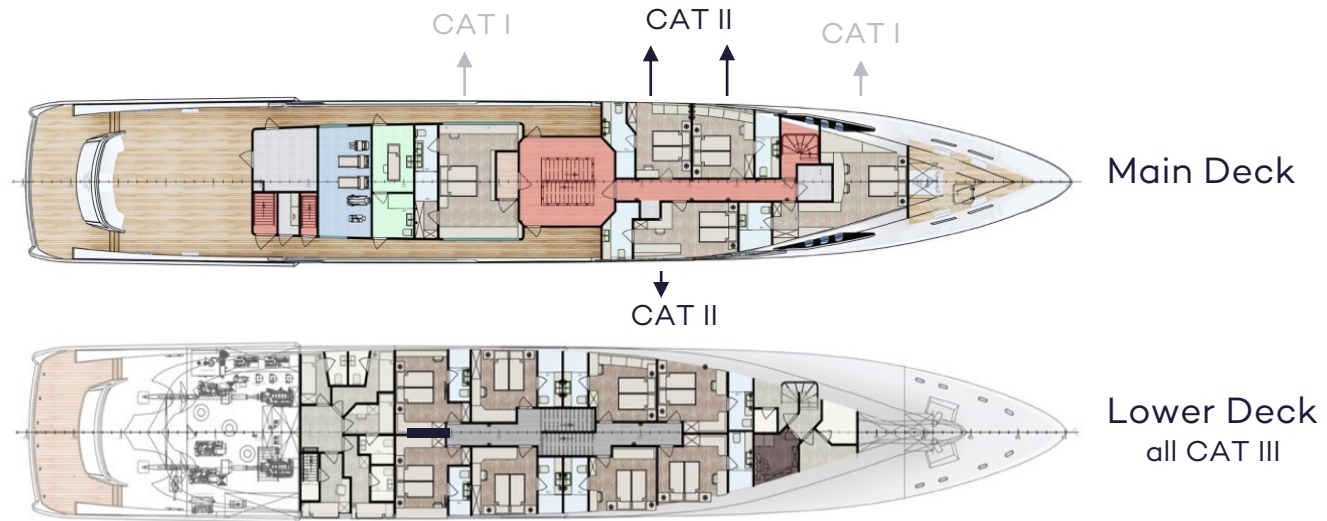 CAT I
CAT II
CAT I
Main Deck
CAT II
Lower Deck
all CAT III